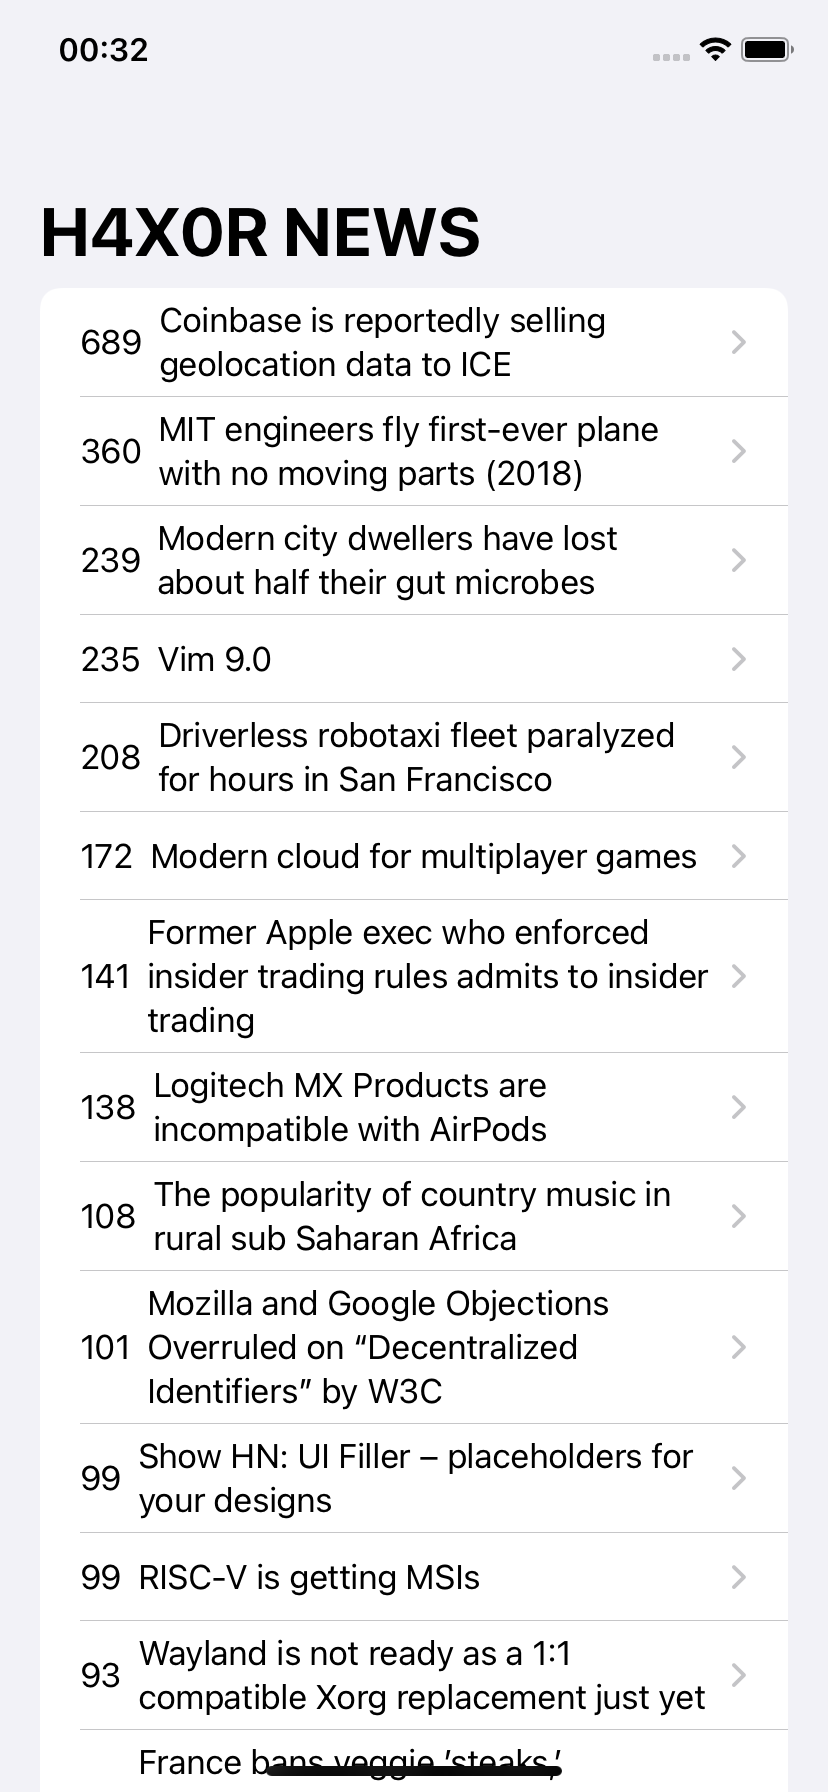 00:32
H4X0R NEWS
689
Coinbase is reportedly selling
geolocation data to ICE
360
MIT engineers fly first-ever plane
with no moving parts (2018)
239
Modern city dwellers have lost
about half their gut microbes
235 Vim 9.0
208
Driverless robotaxi fleet paralyzed
for hours in San Francisco
172 Modern cloud for multiplayer games
141
Former Apple exec who enforced
insider trading rules admits to insider
trading
138
Logitech MX Products are
incompatible with AirPods
108
The popularity of country music in
rural sub Saharan Africa
101
Mozilla and Google Objections
Overruled on “Decentralized
Identifiers” by W3C
99
Show HN: UI Filler – placeholders for
your designs
99 RISC-V is getting MSIs
93
Wayland is not ready as a 1:1
compatible Xorg replacement just yet
France bans veggie ’steaks,’